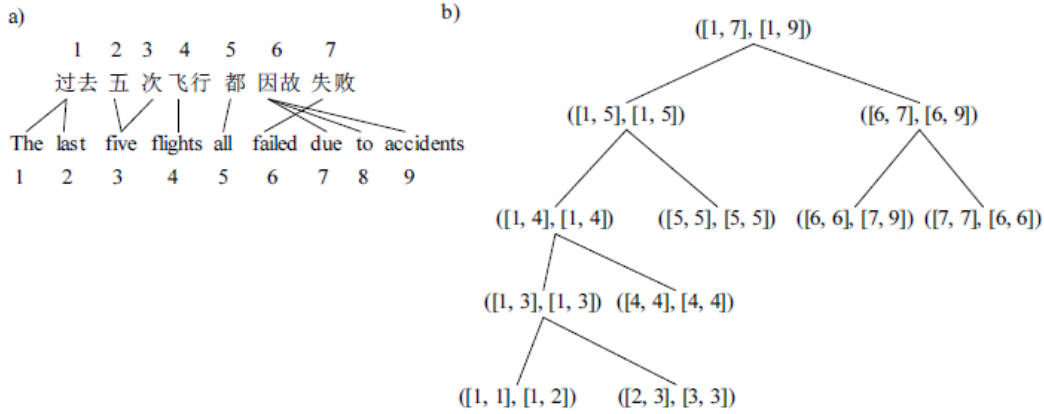 a)
1 2 3 4 5 6 7
过去 五 次 飞行 都 因故 失败
The last five flights all failed due to accidents
1 2 3 4 5 6 7 8 9
b)
([1, 7], [1, 9])
([1, 5], [1, 5]) ([6, 7], [6, 9])
([1, 4], [1, 4]) ([5, 5], [5, 5]) ([6, 6], [7, 9]) ([7, 7], [6, 6])
([1, 3], [1, 3]) ([4, 4], [4, 4])
([1, 1], [1, 2]) ([2, 3], [3, 3])